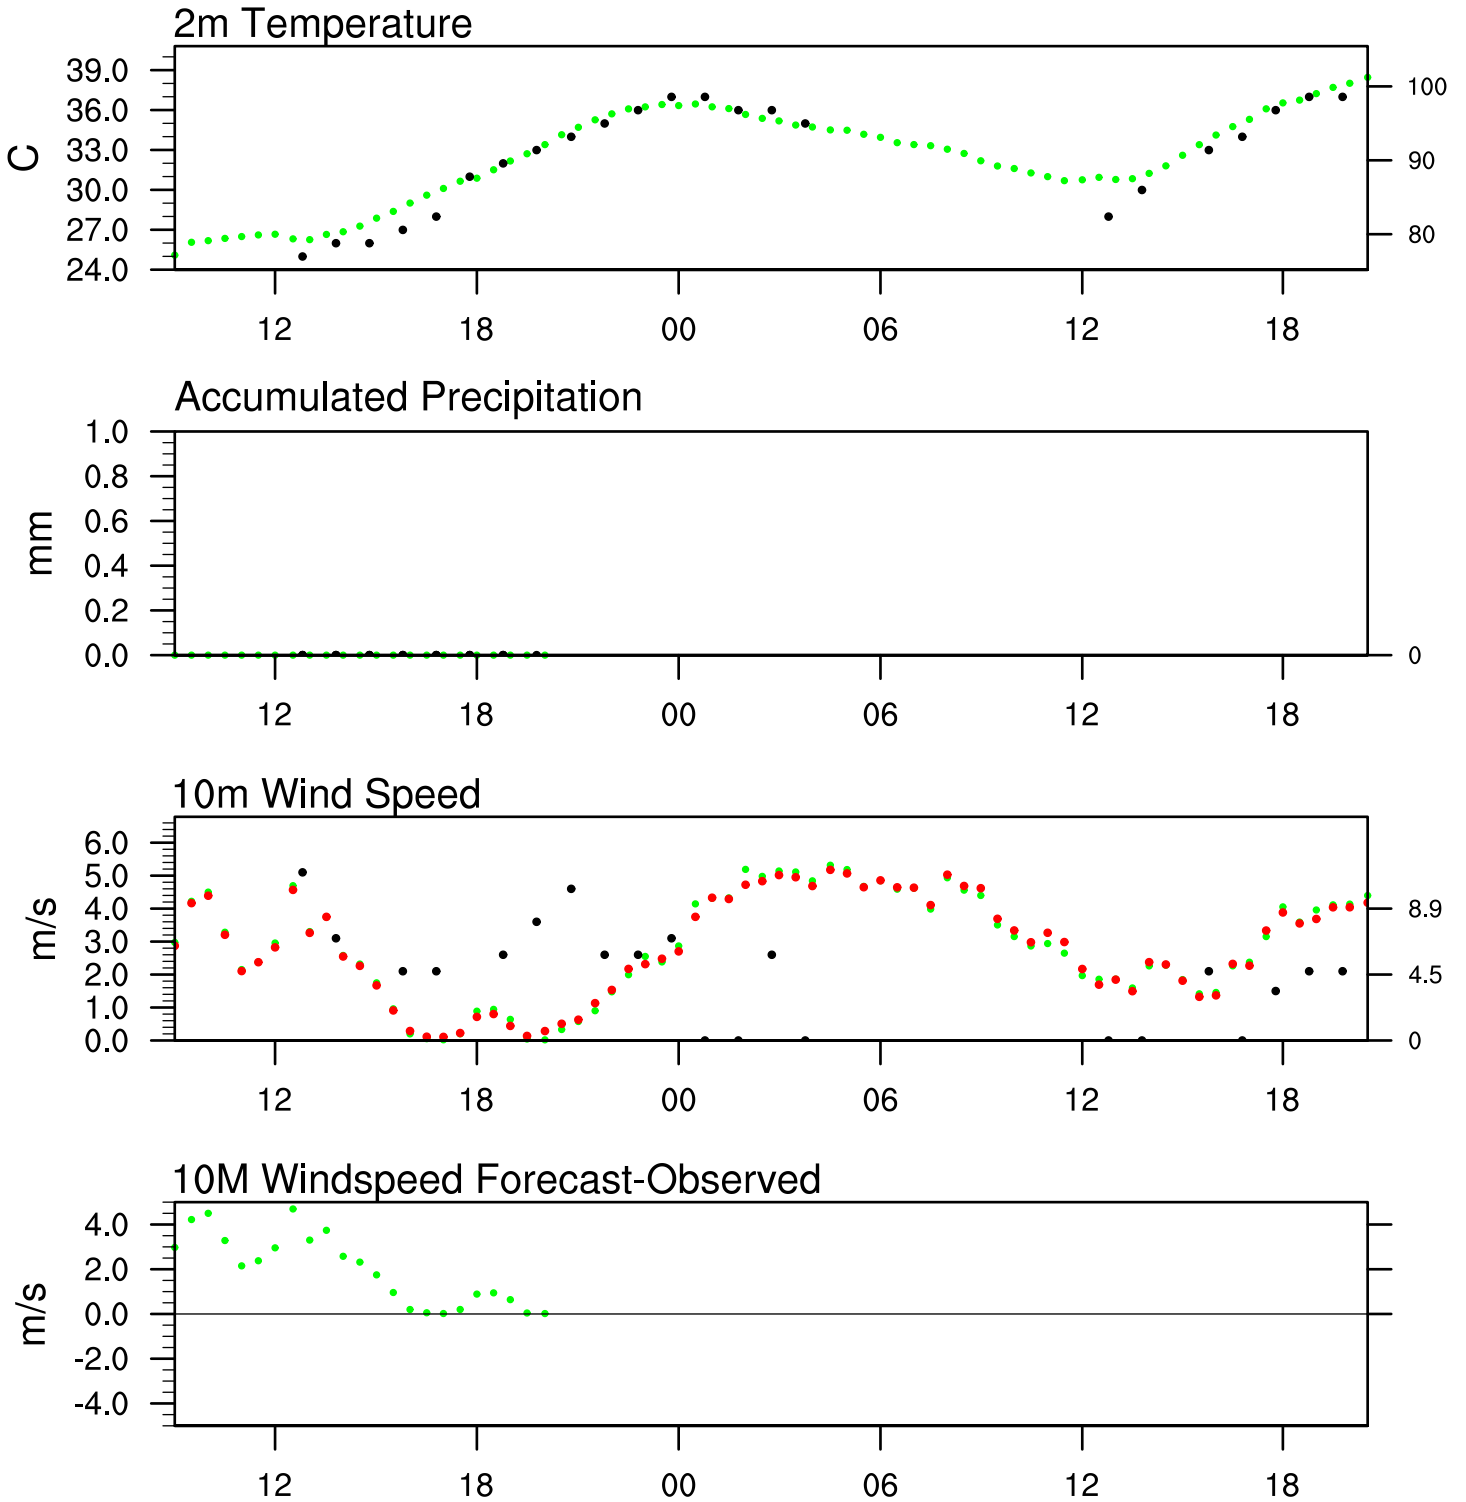 2m Temperature
C
39.0
36.0
33.0
30.0
27.0
24.0
100
90
80
12 18 00 06 12 18
Accumulated Precipitation
mm
1.0
0.8
0.6
0.4
0.2
0.0
0
12 18 00 06 12 18
10m Wind Speed
m/s
6.0
5.0
4.0
3.0
2.0
1.0
0.0
8.9
4.5
0
12 18 00 06 12 18
10M Windspeed Forecast-Observed
m/s
4.0
2.0
0.0
-2.0
-4.0
12 18 00 06 12 18